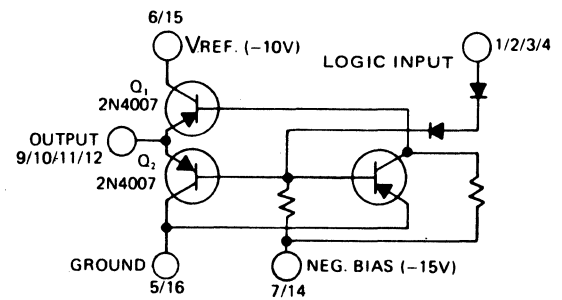 6/15
VREF. (-10V)
1/2/3/4
LOGIC INPUT
Q1
2N4007
OUTPUT
9/10/11/12
Q2
2N4007
GROUND
5/16
NEG. BIAS (-15V)
7/14